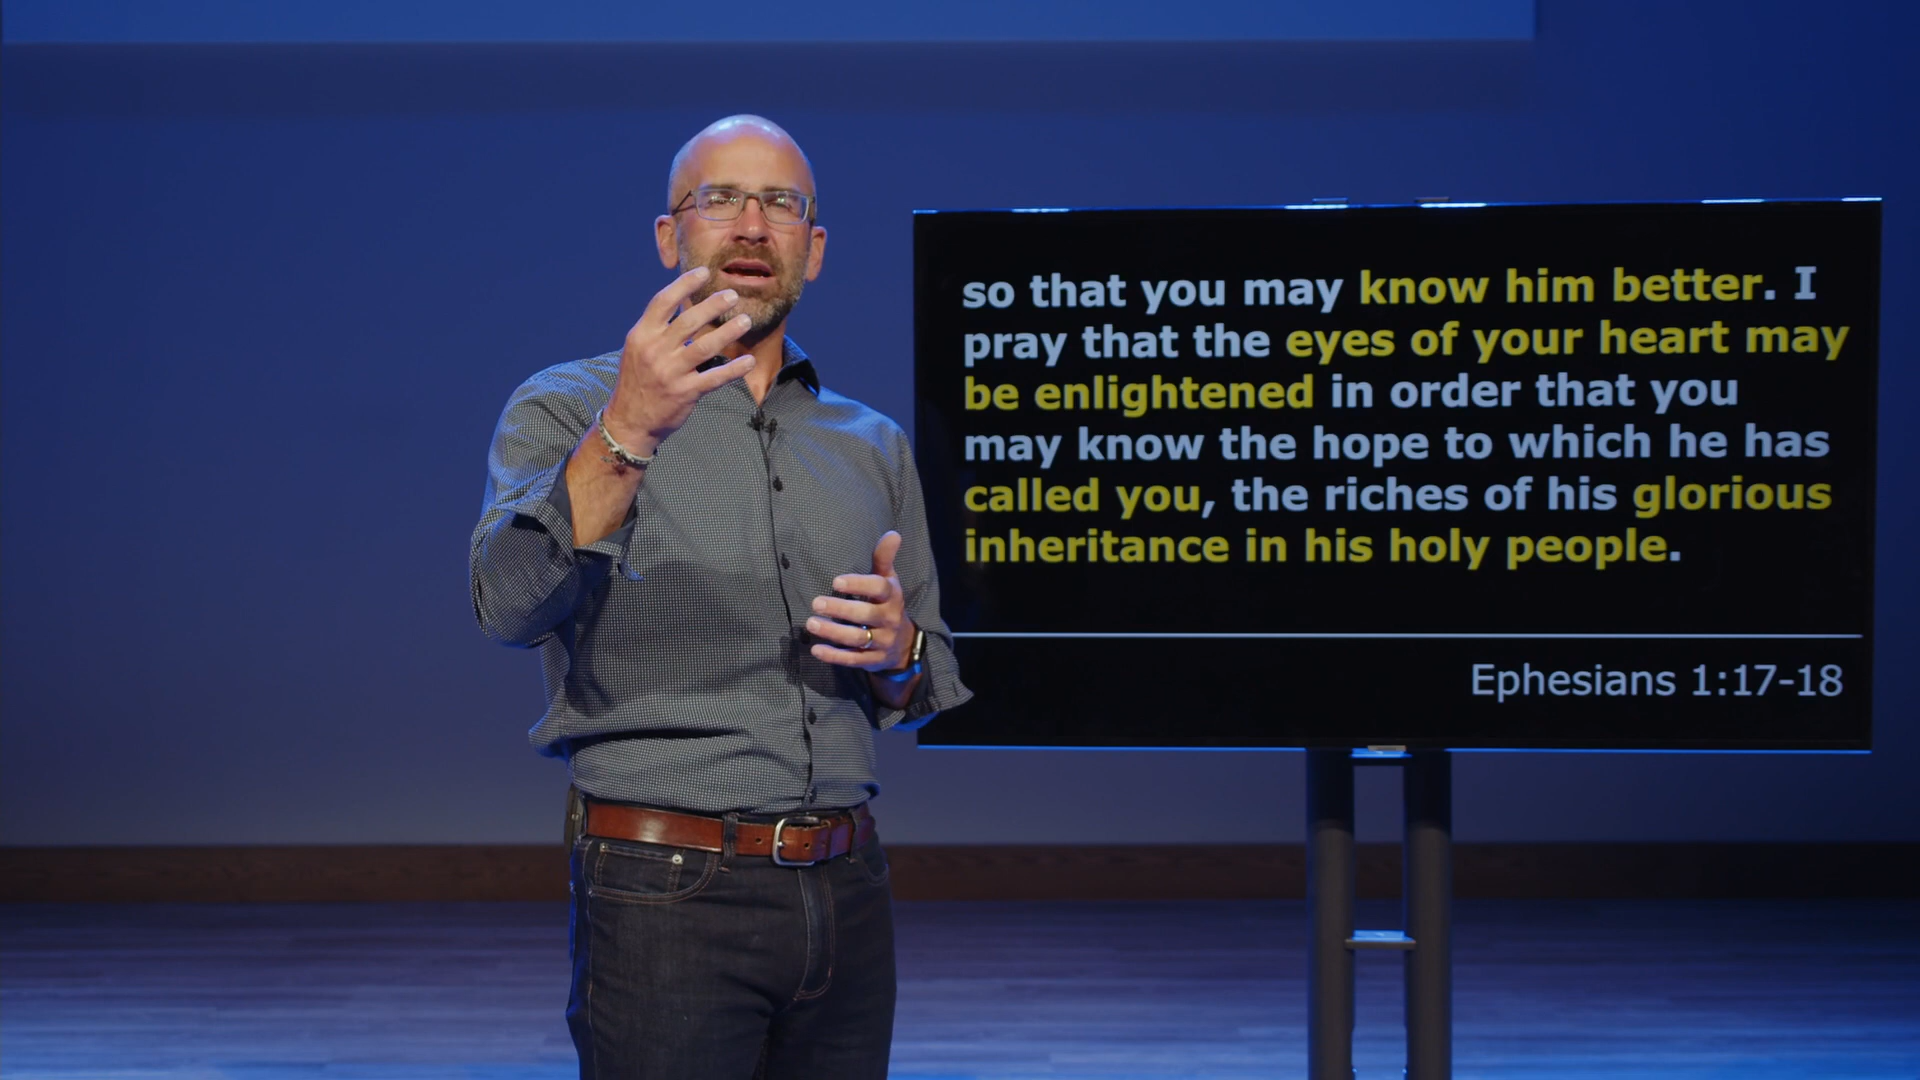 so that you may know him better. I
pray that the eyes of your heart may
be enlightened in order that you
may know the hope to which he has
called you, the riches of his glorious
inheritance in his holy people.
Ephesians 1:17-18